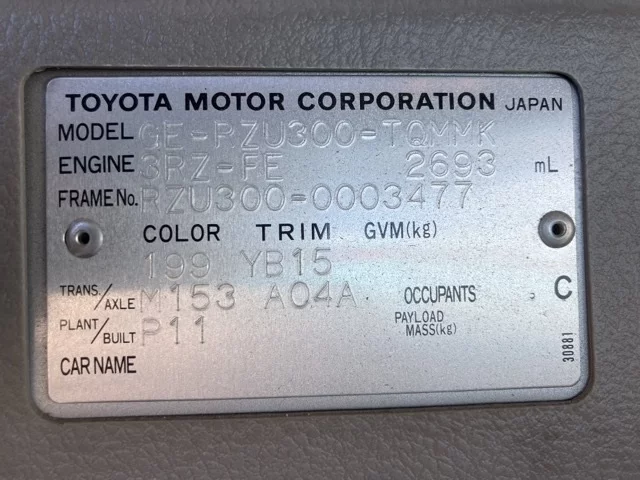 TOYOTA MOTOR CORPORATION JAPAN
MODEL GE-RZU300-TQMMK
ENGINE 3RZ-FE 2693 mL
FRAME No. RZU300-0003477
COLOR TRIM GVM(kg)
199 YB15
TRANS./AXLE M153 A04A OCCUPANTS C
PLANT/BUILT P11 PAYLOAD MASS(kg)
CAR NAME
30881